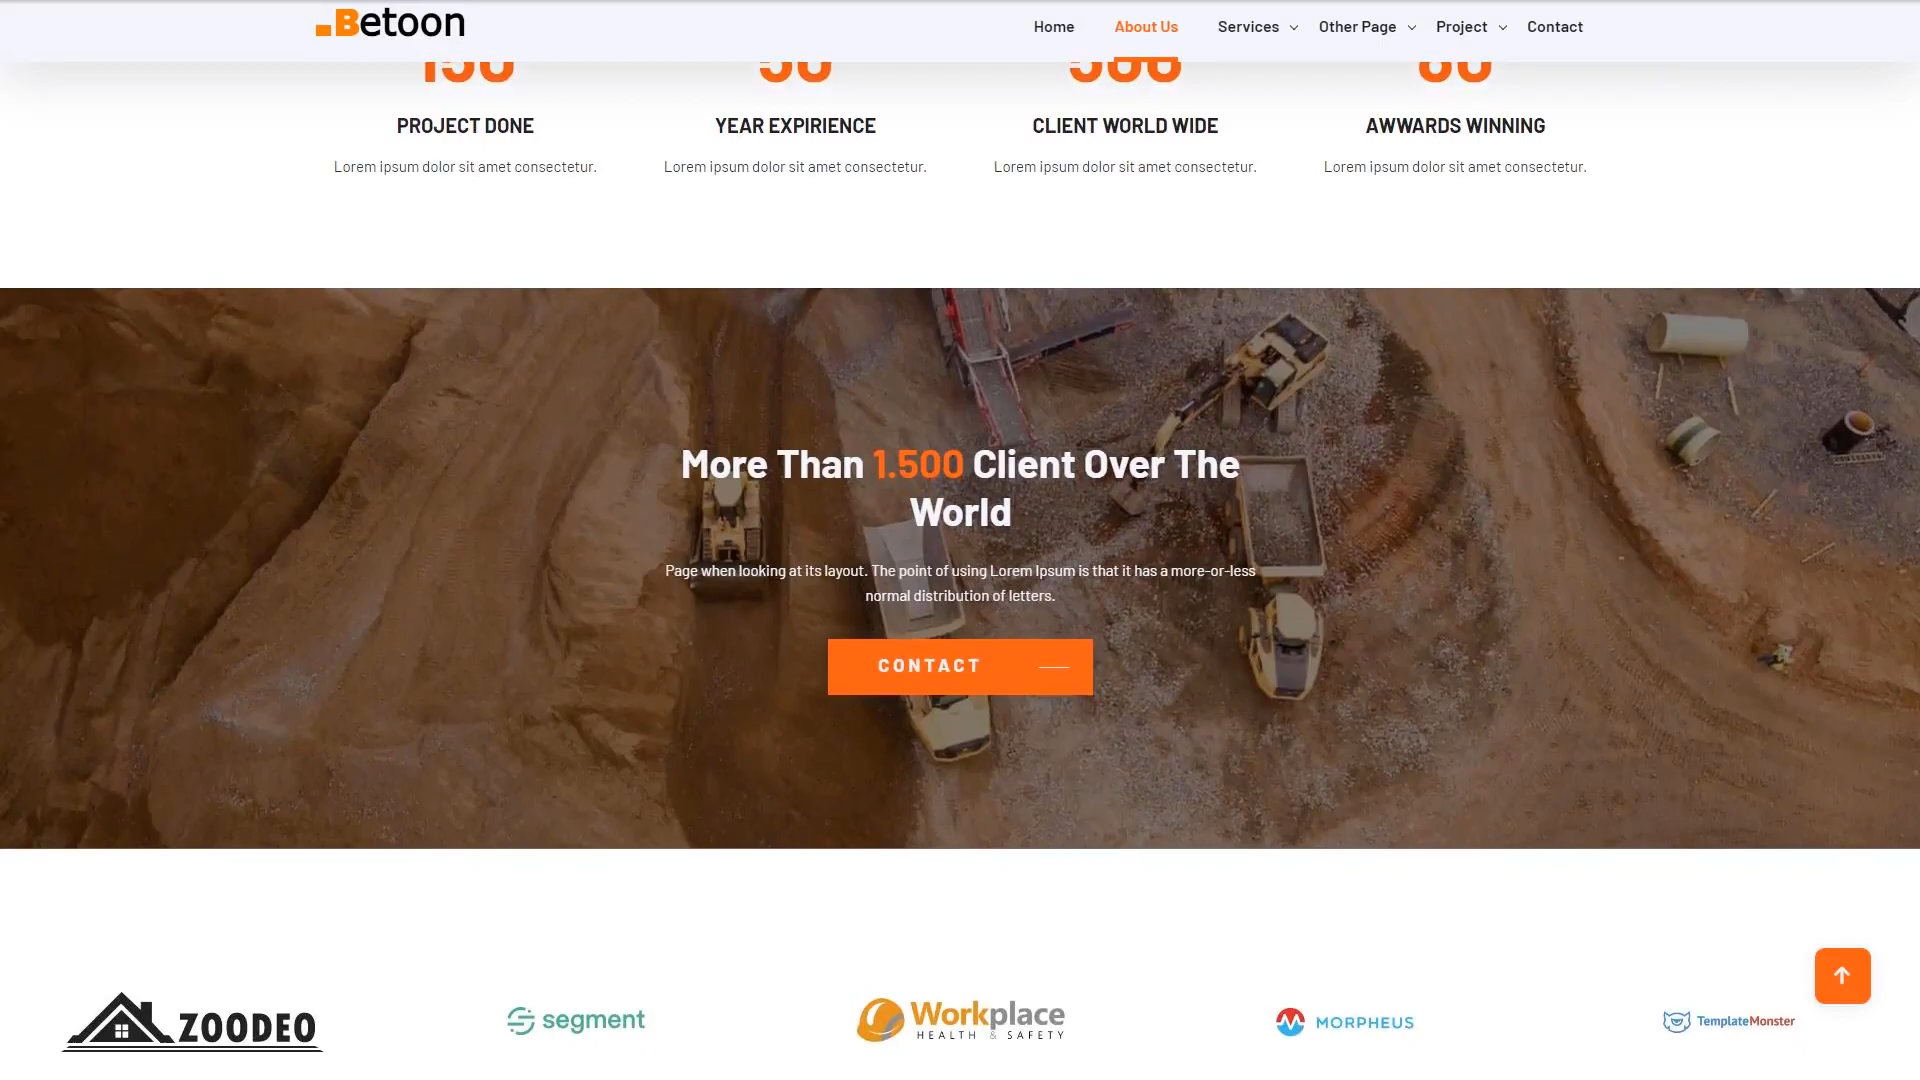 Betoon
Home About Us Services Other Page Project Contact
150 50 500 80
PROJECT DONE YEAR EXPIRIENCE CLIENT WORLD WIDE AWWARDS WINNING
Lorem ipsum dolor sit amet consectetur. Lorem ipsum dolor sit amet consectetur. Lorem ipsum dolor sit amet consectetur. Lorem ipsum dolor sit amet consectetur.
More Than 1.500 Client Over The
World
Page when looking at its layout. The point of using Lorem Ipsum is that it has a more-or-less
normal distribution of letters.
CONTACT
ZOODEO
segment
Workplace
HEALTH & SAFETY
MORPHEUS
TemplateMonster